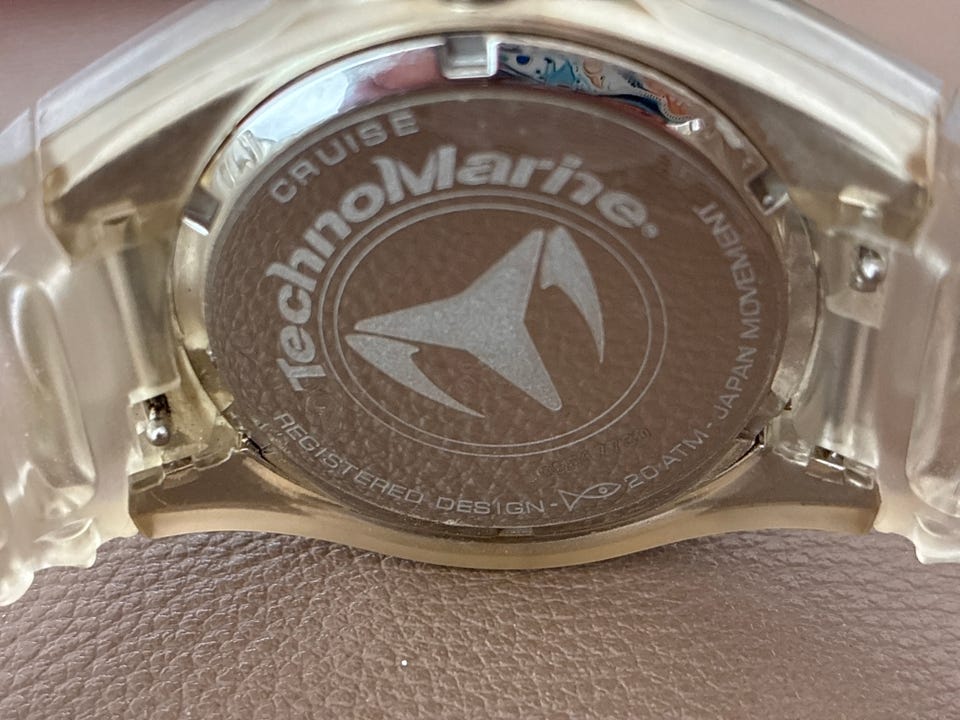 CRUISE
TechnoMarine®
REGISTERED DESIGN - 20 ATM - JAPAN MOVEMENT